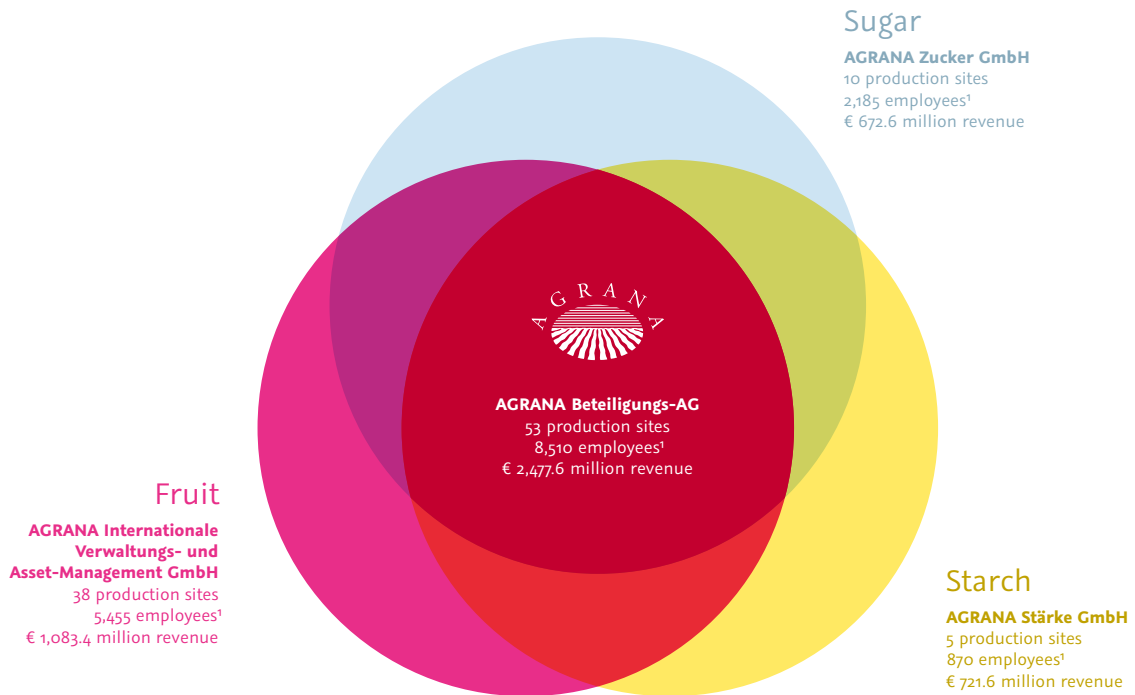 Sugar
AGRANA Zucker GmbH
10 production sites
2,185 employees¹
€ 672.6 million revenue
AGRANA
AGRANA Beteiligungs-AG
53 production sites
8,510 employees¹
€ 2,477.6 million revenue
Fruit
AGRANA Internationale
Verwaltungs- und
Asset-Management GmbH
38 production sites
5,455 employees¹
€ 1,083.4 million revenue
Starch
AGRANA Stärke GmbH
5 production sites
870 employees¹
€ 721.6 million revenue